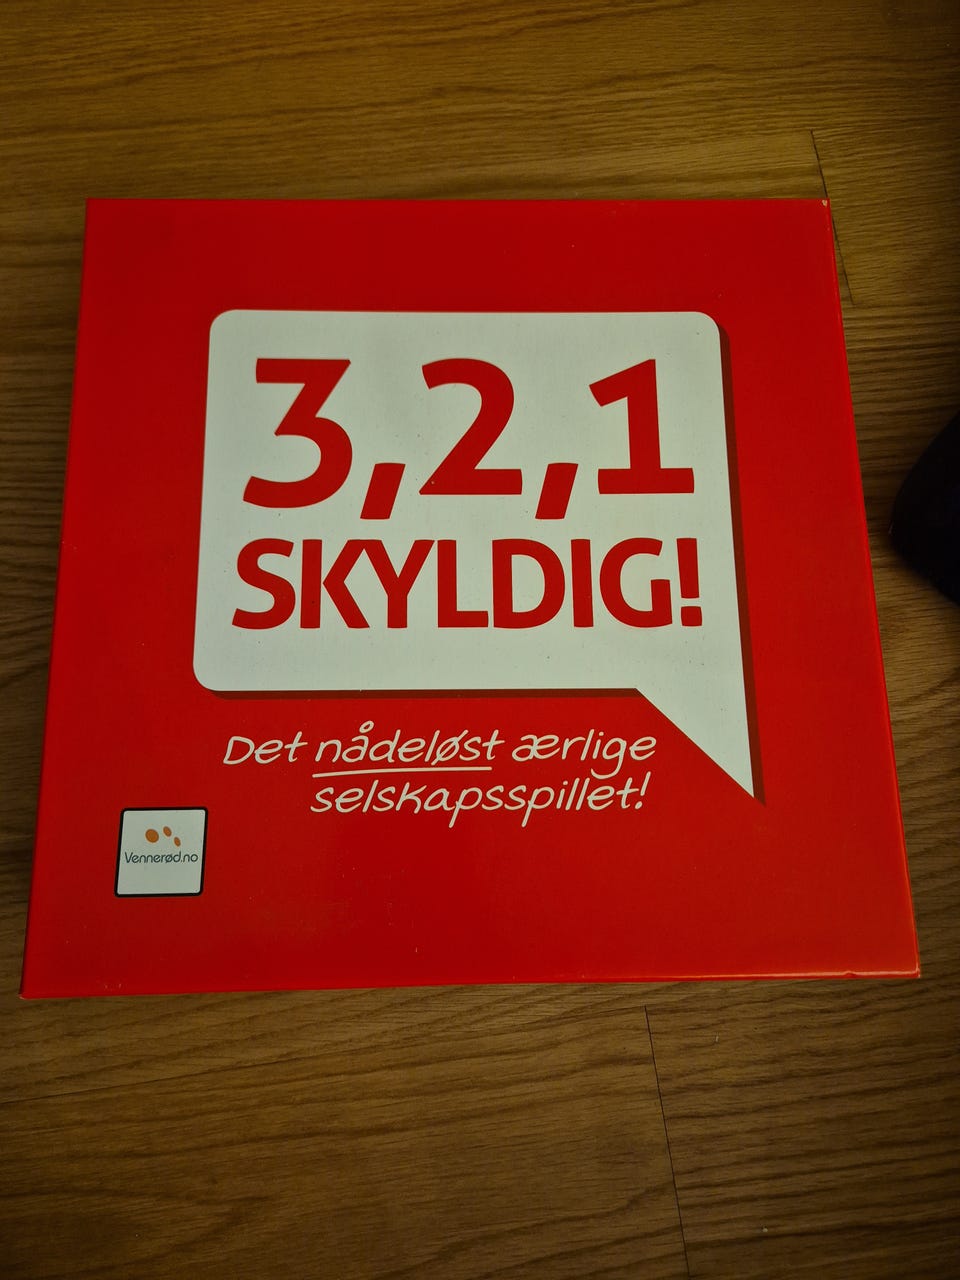 3,2,1
SKYLDIG!
Det nådeløst ærlige
selskapsspillet!
Vennerød.no